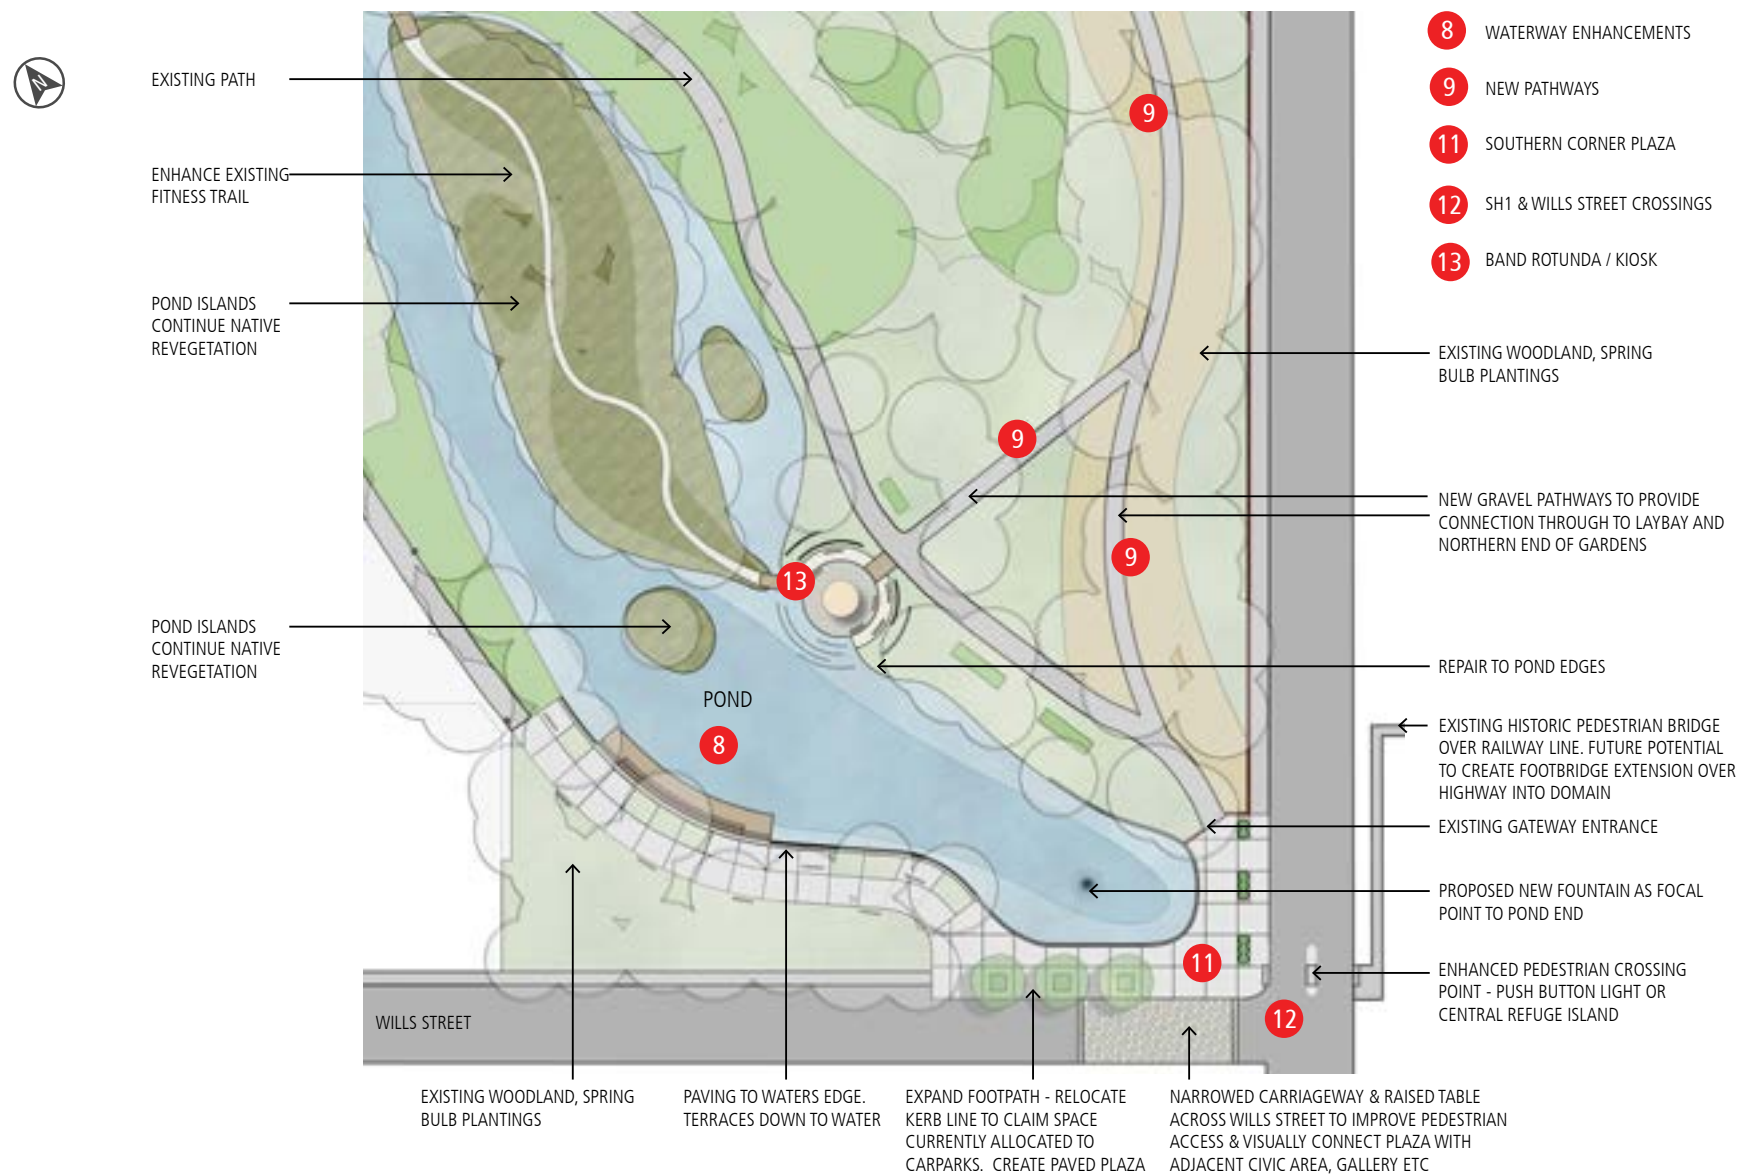 N
EXISTING PATH
ENHANCE EXISTING
FITNESS TRAIL
POND ISLANDS
CONTINUE NATIVE
REVEGETATION
POND ISLANDS
CONTINUE NATIVE
REVEGETATION
8 WATERWAY ENHANCEMENTS
9 NEW PATHWAYS
11 SOUTHERN CORNER PLAZA
12 SH1 & WILLS STREET CROSSINGS
13 BAND ROTUNDA / KIOSK
9
9
9
13
POND
8
11
12
WILLS STREET
EXISTING WOODLAND, SPRING
BULB PLANTINGS
NEW GRAVEL PATHWAYS TO PROVIDE
CONNECTION THROUGH TO LAYBAY AND
NORTHERN END OF GARDENS
REPAIR TO POND EDGES
EXISTING HISTORIC PEDESTRIAN BRIDGE
OVER RAILWAY LINE. FUTURE POTENTIAL
TO CREATE FOOTBRIDGE EXTENSION OVER
HIGHWAY INTO DOMAIN
EXISTING GATEWAY ENTRANCE
PROPOSED NEW FOUNTAIN AS FOCAL
POINT TO POND END
ENHANCED PEDESTRIAN CROSSING
POINT - PUSH BUTTON LIGHT OR
CENTRAL REFUGE ISLAND
EXISTING WOODLAND, SPRING
BULB PLANTINGS
PAVING TO WATERS EDGE.
TERRACES DOWN TO WATER
EXPAND FOOTPATH - RELOCATE
KERB LINE TO CLAIM SPACE
CURRENTLY ALLOCATED TO
CARPARKS. CREATE PAVED PLAZA
NARROWED CARRIAGEWAY & RAISED TABLE
ACROSS WILLS STREET TO IMPROVE PEDESTRIAN
ACCESS & VISUALLY CONNECT PLAZA WITH
ADJACENT CIVIC AREA, GALLERY ETC